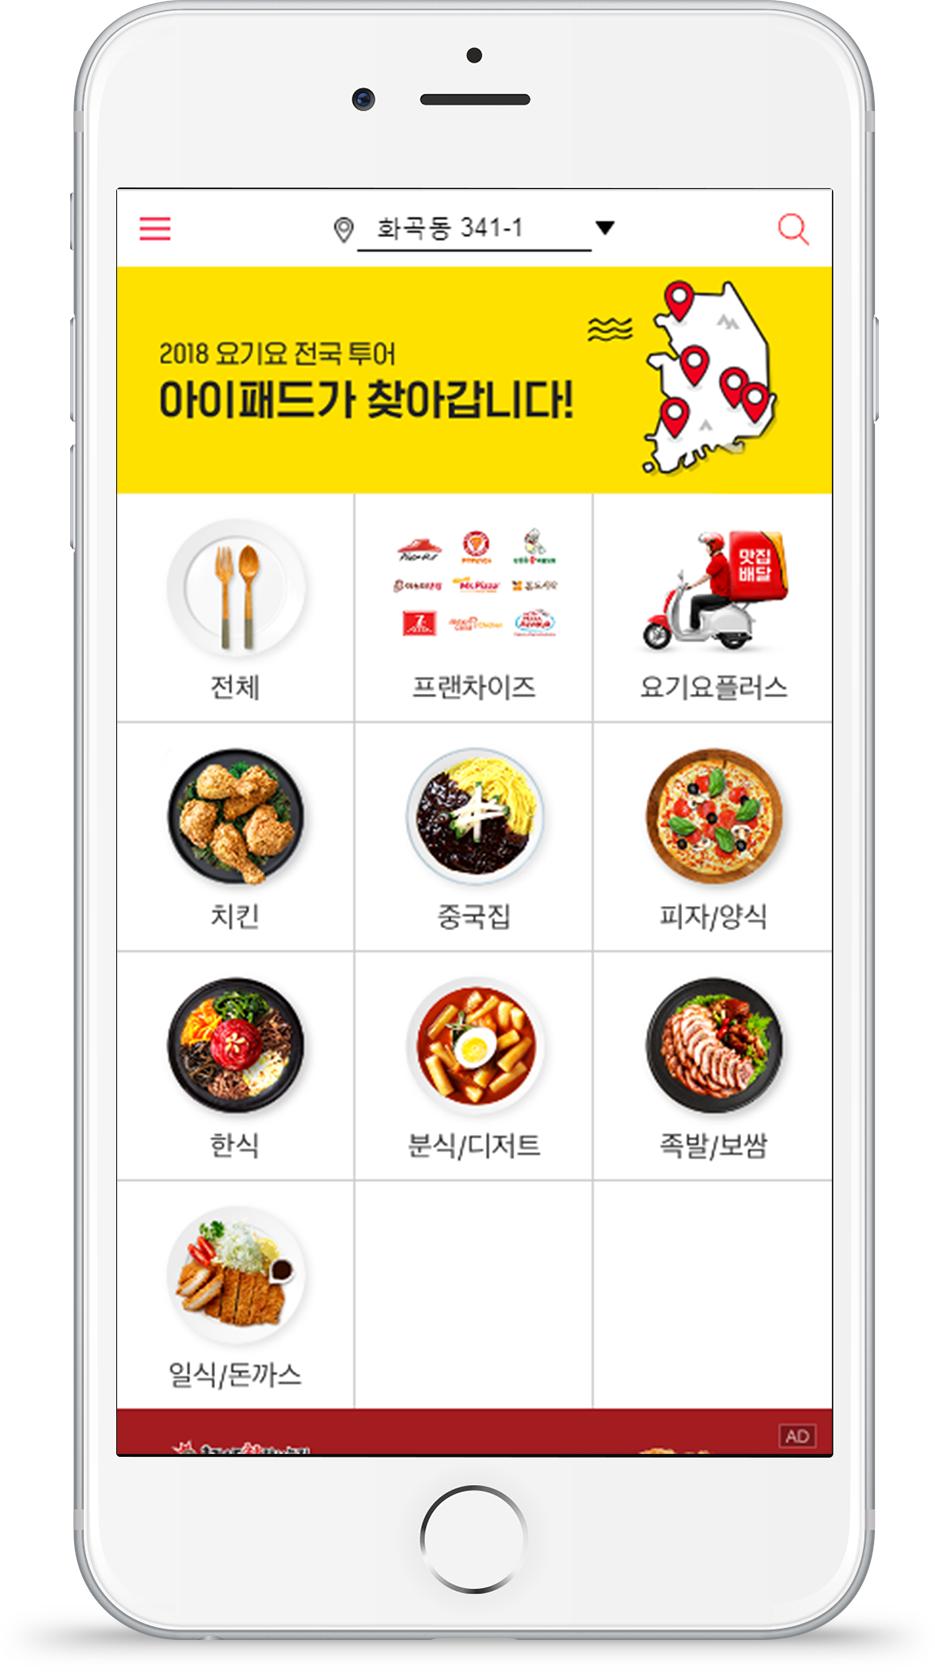 화곡동 341-1
2018 요기요 전국 투어
아이패드가 찾아갑니다!
맛집
배달
전체
프랜차이즈
요기요플러스
치킨
중국집
피자/양식
한식
분식/디저트
족발/보쌈
일식/돈까스
AD